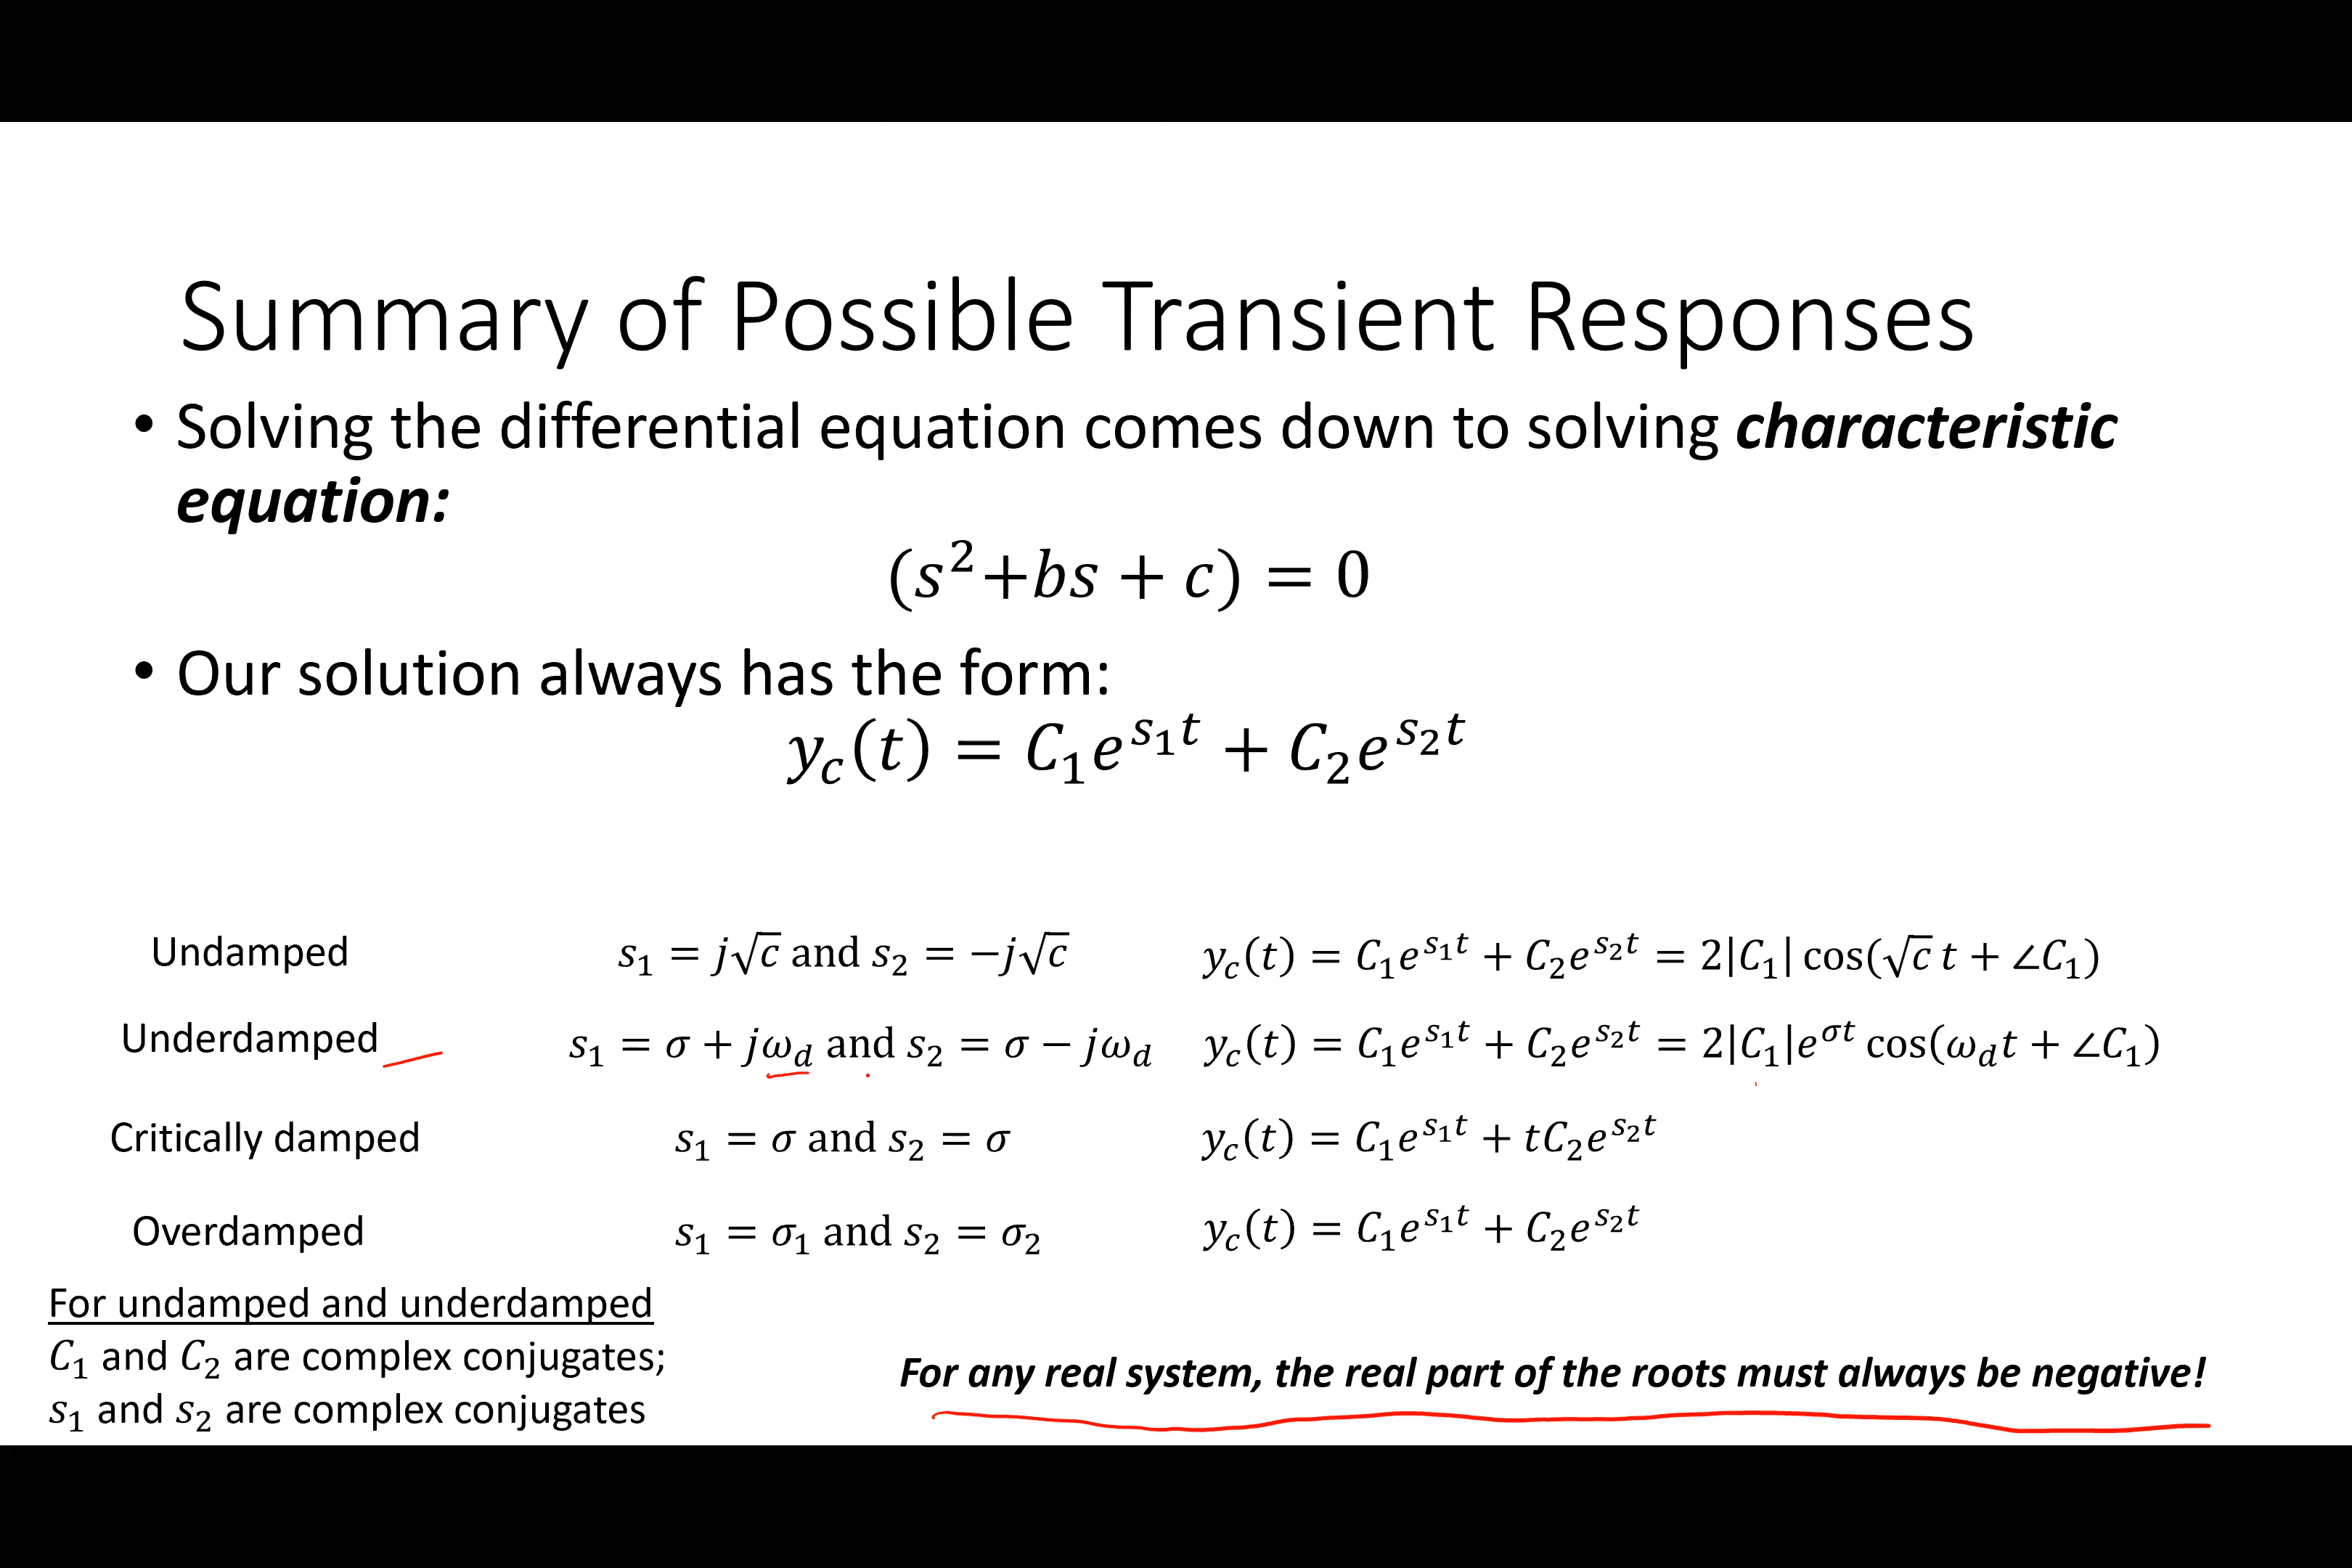 Summary of Possible Transient Responses
• Solving the differential equation comes down to solving characteristic
equation:
(s²+bs + c) = 0
• Our solution always has the form:
y_c(t) = C₁e^{s₁t} + C₂e^{s₂t}
Undamped s₁ = j√c and s₂ = −j√c y_c(t) = C₁e^{s₁t} + C₂e^{s₂t} = 2|C₁| cos(√c t + ∠C₁)
Underdamped s₁ = σ + jω_d and s₂ = σ − jω_d y_c(t) = C₁e^{s₁t} + C₂e^{s₂t} = 2|C₁|e^{σt} cos(ω_d t + ∠C₁)
Critically damped s₁ = σ and s₂ = σ y_c(t) = C₁e^{s₁t} + tC₂e^{s₂t}
Overdamped s₁ = σ₁ and s₂ = σ₂ y_c(t) = C₁e^{s₁t} + C₂e^{s₂t}
For undamped and underdamped
C₁ and C₂ are complex conjugates;
s₁ and s₂ are complex conjugates
For any real system, the real part of the roots must always be negative!